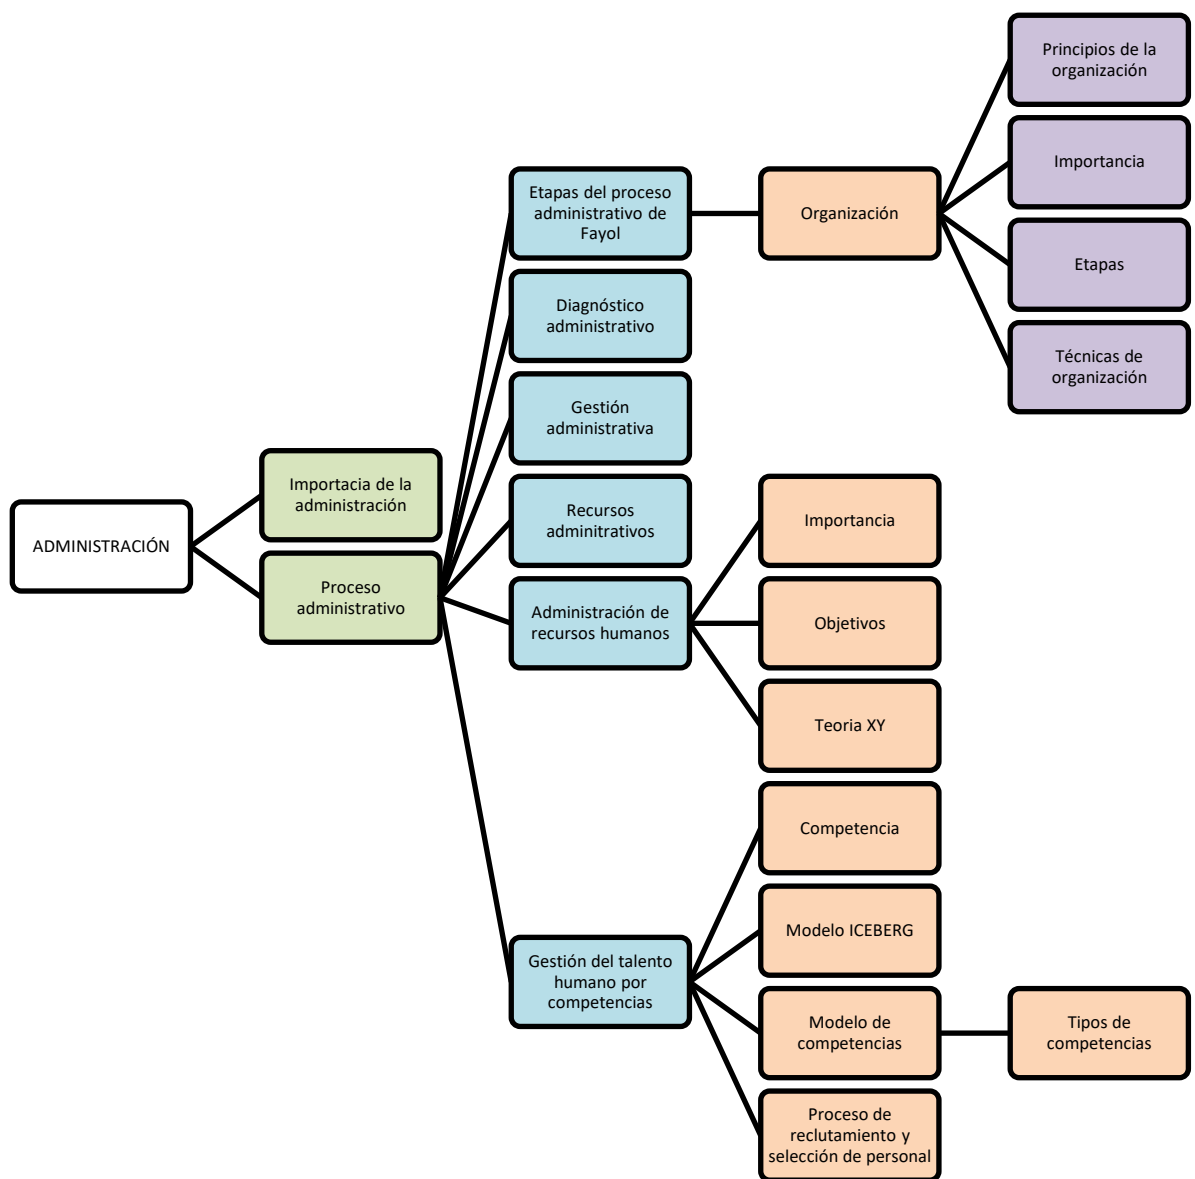 ADMINISTRACIÓN
Importacia de la
administración
Proceso
administrativo
Etapas del proceso
administrativo de
Fayol
Organización
Principios de la
organización
Importancia
Etapas
Técnicas de
organización
Diagnóstico
administrativo
Gestión
administrativa
Recursos
adminitrativos
Administración de
recursos humanos
Importancia
Objetivos
Teoria XY
Gestión del talento
humano por
competencias
Competencia
Modelo ICEBERG
Modelo de
competencias
Tipos de
competencias
Proceso de
reclutamiento y
selección de personal